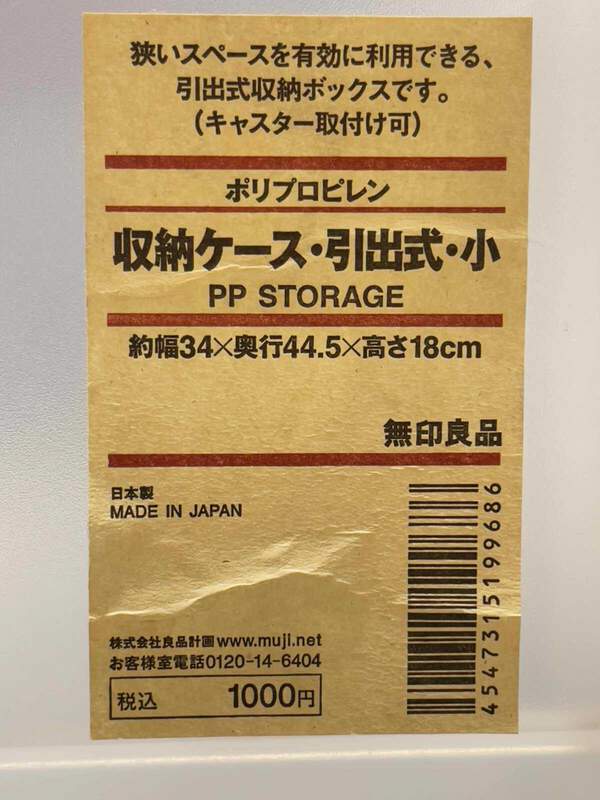 狭いスペースを有効に利用できる、
引出式収納ボックスです。
（キャスター取付け可）
ポリプロピレン
収納ケース・引出式・小
PP STORAGE
約幅34×奥行44.5×高さ18cm
無印良品
日本製
MADE IN JAPAN
株式会社良品計画 www.muji.net
お客様室電話0120-14-6404
税込 1000円
4547315199686